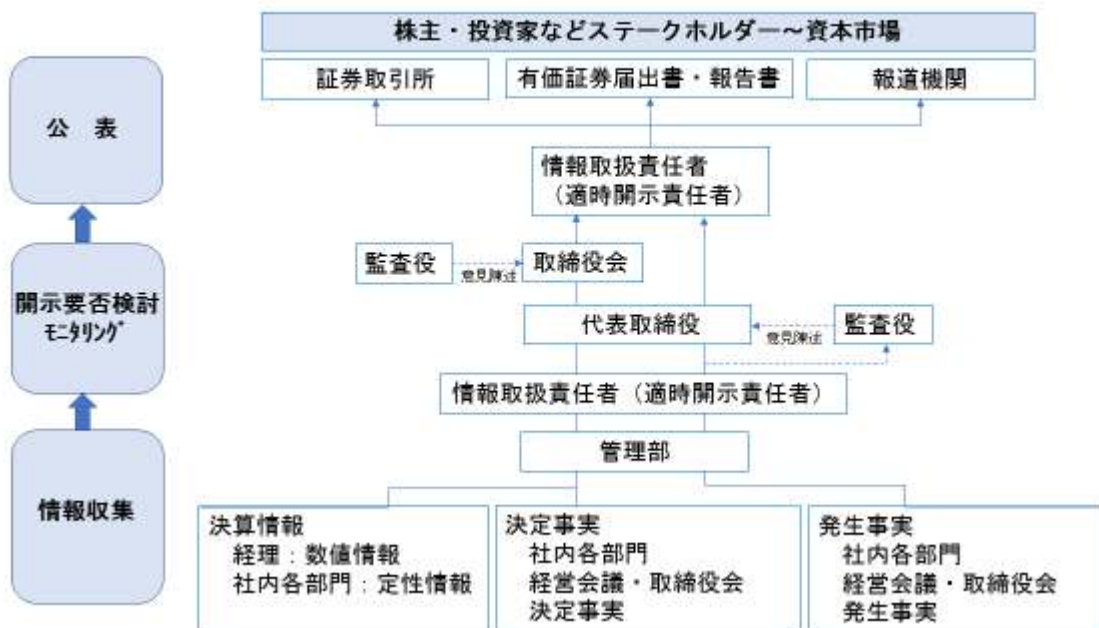 株主・投資家などステークホルダー～資本市場
証券取引所
有価証券届出書・報告書
報道機関
公　表
情報取扱責任者
（適時開示責任者）
監査役
意見陳述
取締役会
開示要否検討
ﾓﾆﾀﾘﾝｸﾞ
代表取締役
意見陳述
監査役
情報取扱責任者（適時開示責任者）
管理部
情報収集
決算情報
経理：数値情報
社内各部門：定性情報
決定事実
社内各部門
経営会議・取締役会
決定事実
発生事実
社内各部門
経営会議・取締役会
発生事実